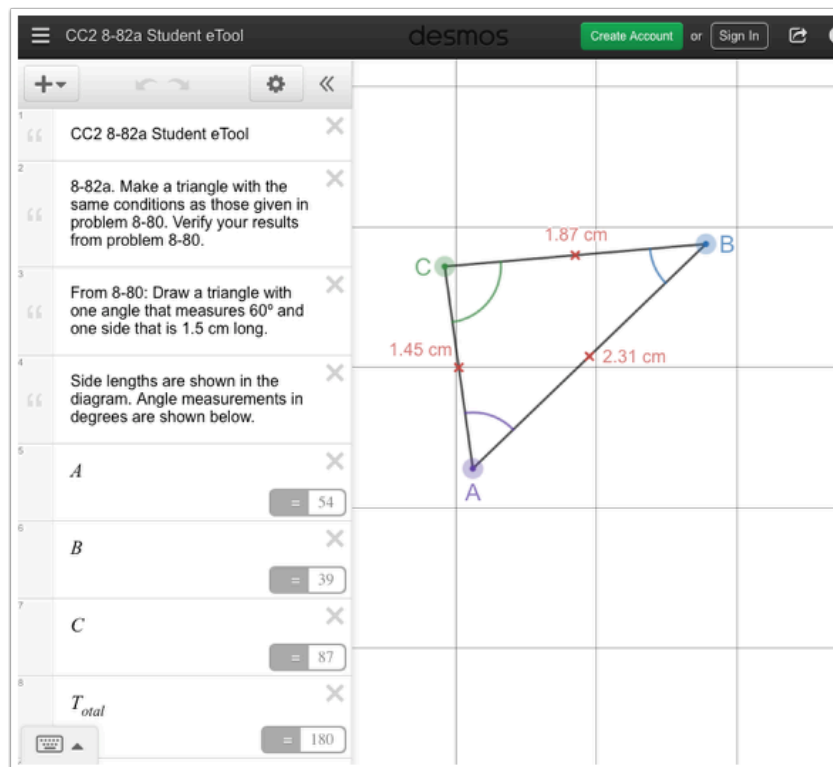 CC2 8-82a Student eTool
desmos
Create Account or Sign In
1
CC2 8-82a Student eTool
2
8-82a. Make a triangle with the
same conditions as those given in
problem 8-80. Verify your results
from problem 8-80.
3
From 8-80: Draw a triangle with
one angle that measures 60º and
one side that is 1.5 cm long.
4
Side lengths are shown in the
diagram. Angle measurements in
degrees are shown below.
5
A
= 54
6
B
= 39
7
C
= 87
8
Total
= 180
1.87 cm
B
C
1.45 cm
2.31 cm
A